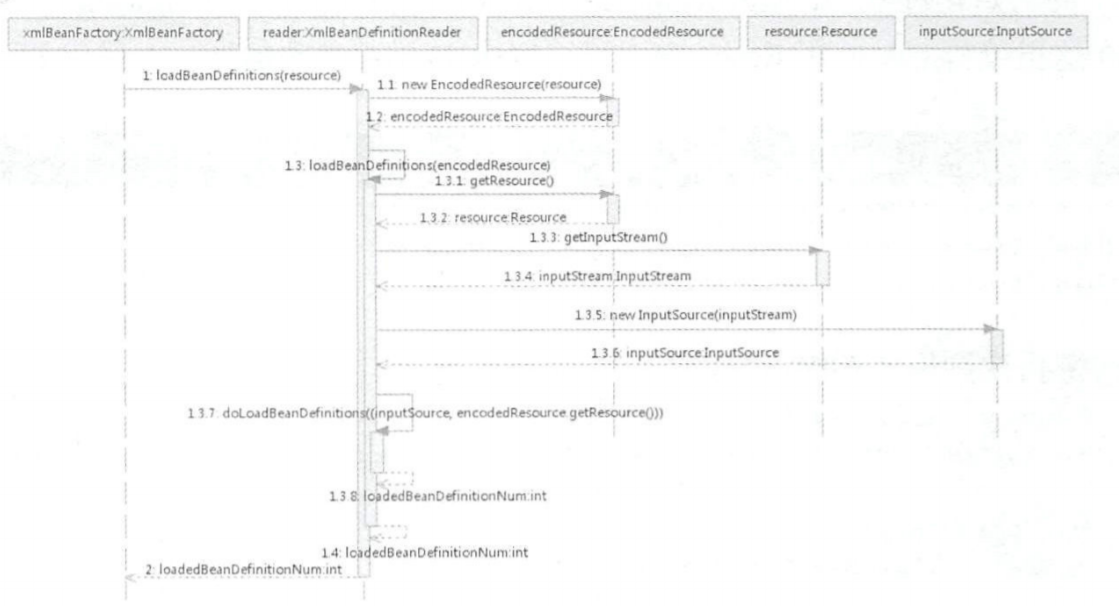 xmlBeanFactory:XmlBeanFactory
reader:XmlBeanDefinitionReader
encodedResource:EncodedResource
resource:Resource
inputSource:InputSource
1: loadBeanDefinitions(resource)
1.1: new EncodedResource(resource)
1.2: encodedResource:EncodedResource
1.3: loadBeanDefinitions(encodedResource)
1.3.1: getResource()
1.3.2: resource:Resource
1.3.3: getInputStream()
1.3.4: inputStream:InputStream
1.3.5: new InputSource(inputStream)
1.3.6: inputSource:InputSource
1.3.7: doLoadBeanDefinitions((inputSource, encodedResource.getResource()))
1.3.8: loadedBeanDefinitionNum:int
1.4: loadedBeanDefinitionNum:int
2: loadedBeanDefinitionNum:int